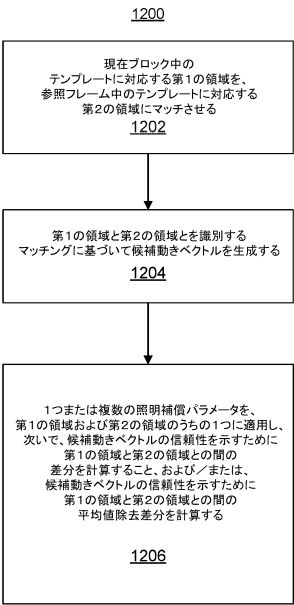 1200
現在ブロック中の
テンプレートに対応する第1の領域を、
参照フレーム中のテンプレートに対応する
第2の領域にマッチさせる
1202
第1の領域と第2の領域とを識別する
マッチングに基づいて候補動きベクトルを生成する
1204
1つまたは複数の照明補償パラメータを、
第1の領域および第2の領域のうちの1つに適用し、
次いで、候補動きベクトルの信頼性を示すために
第1の領域と第2の領域との間の
差分を計算すること、および/または、
候補動きベクトルの信頼性を示すために
第1の領域と第2の領域との間の
平均値除去差分を計算する
1206